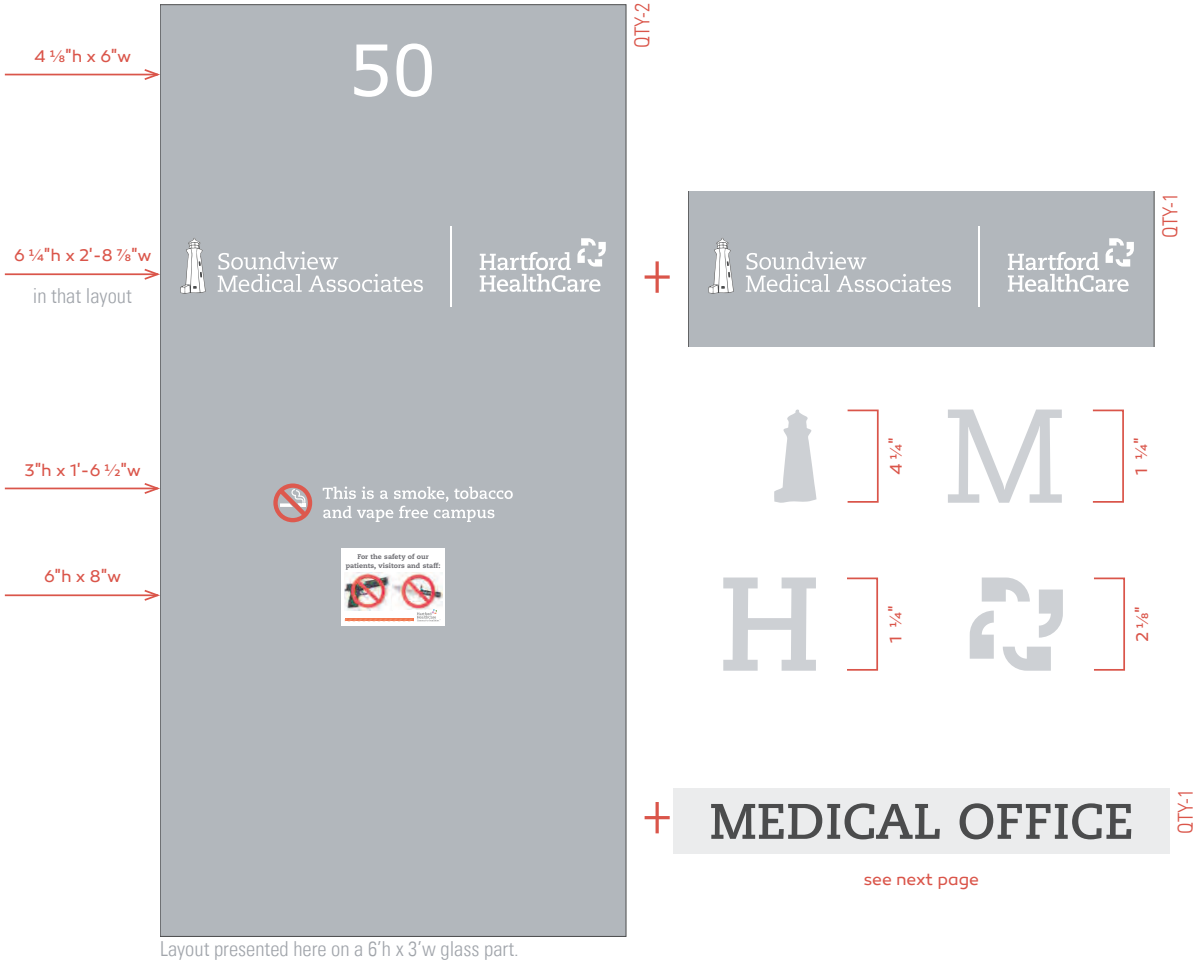 QTY-2
4 ⅛"h x 6"w
50
6 ¼"h x 2'-8 ⅞"w
in that layout
Soundview
Medical Associates
Hartford
HealthCare
+
QTY-1
Soundview
Medical Associates
Hartford
HealthCare
4 ¼"
M
1 ¼"
3"h x 1'-6 ½"w
This is a smoke, tobacco
and vape free campus
6"h x 8"w
For the safety of our
patients, visitors and staff:
Hartford
HealthCare
H
1 ¼"
2 ⅛"
+
MEDICAL OFFICE
QTY-1
see next page
Layout presented here on a 6'h x 3'w glass part.